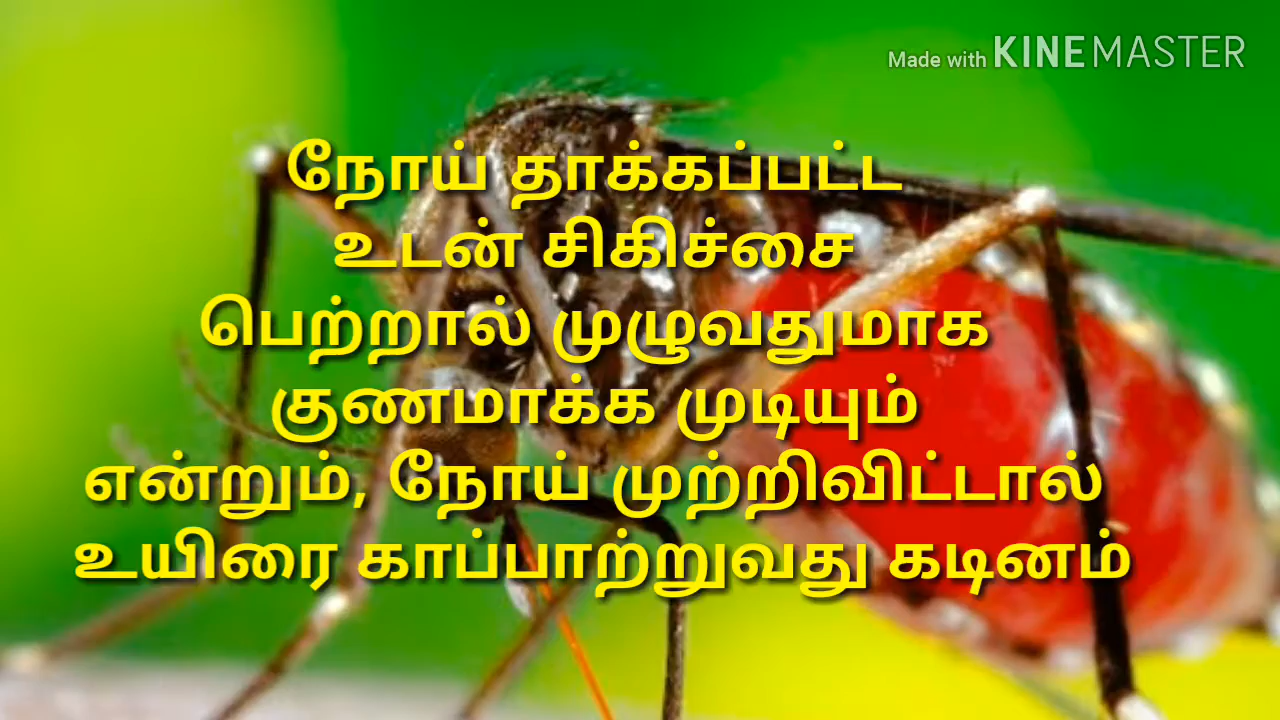 Made with KINEMASTER
நோய் தாக்கப்பட்ட
உடன் சிகிச்சை
பெற்றால் முழுவதுமாக
குணமாக்க முடியும்
என்றும், நோய் முற்றிவிட்டால்
உயிரை காப்பாற்றுவது கடினம்